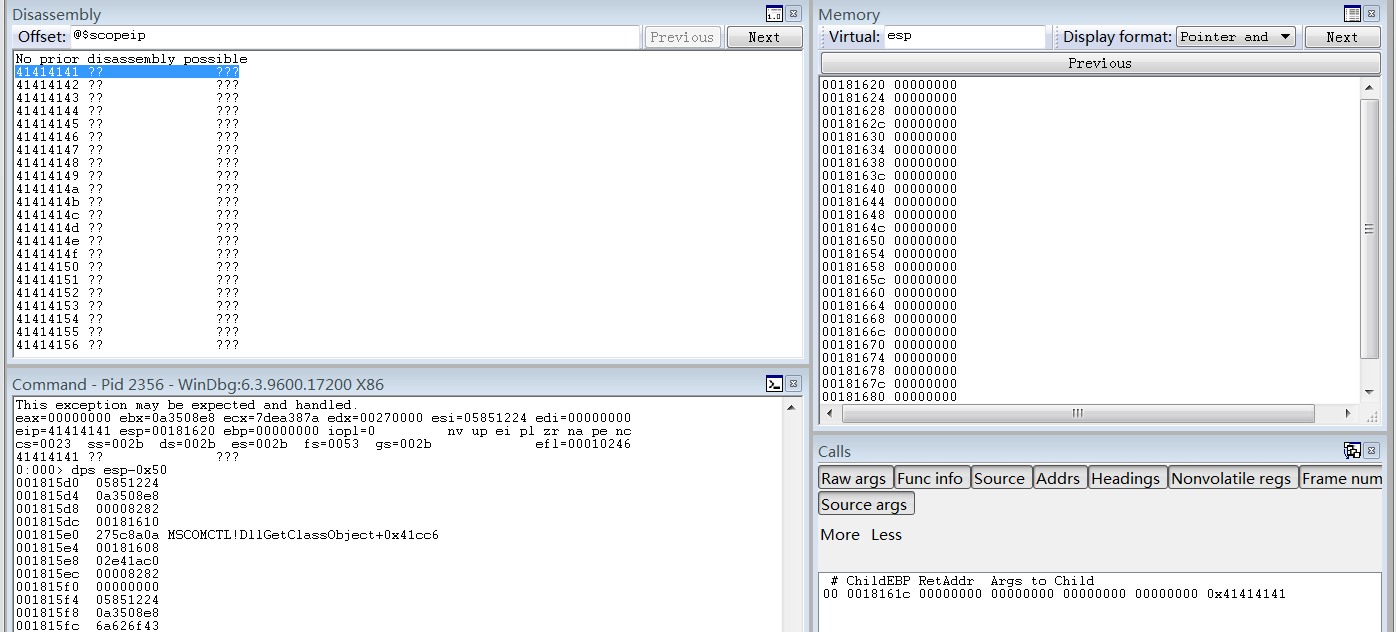 Disassembly
Offset: @$scopeip Previous Next
No prior disassembly possible
41414141 ?? ???
41414142 ?? ???
41414143 ?? ???
41414144 ?? ???
41414145 ?? ???
41414146 ?? ???
41414147 ?? ???
41414148 ?? ???
41414149 ?? ???
4141414a ?? ???
4141414b ?? ???
4141414c ?? ???
4141414d ?? ???
4141414e ?? ???
4141414f ?? ???
41414150 ?? ???
41414151 ?? ???
41414152 ?? ???
41414153 ?? ???
41414154 ?? ???
41414155 ?? ???
41414156 ?? ???
Command - Pid 2356 - WinDbg:6.3.9600.17200 X86
This exception may be expected and handled.
eax=00000000 ebx=0a3508e8 ecx=7dea387a edx=00270000 esi=05851224 edi=00000000
eip=41414141 esp=00181620 ebp=00000000 iopl=0 nv up ei pl zr na pe nc
cs=0023 ss=002b ds=002b es=002b fs=0053 gs=002b efl=00010246
41414141 ?? ???
0:000> dps esp-0x50
001815d0 05851224
001815d4 0a3508e8
001815d8 00008282
001815dc 00181610
001815e0 275c8a0a MSCOMCTL!DllGetClassObject+0x41cc6
001815e4 00181608
001815e8 02e41ac0
001815ec 00008282
001815f0 00000000
001815f4 05851224
001815f8 0a3508e8
001815fc 6a626f43
Memory
Virtual: esp Display format: Pointer and Next
Previous
00181620 00000000
00181624 00000000
00181628 00000000
0018162c 00000000
00181630 00000000
00181634 00000000
00181638 00000000
0018163c 00000000
00181640 00000000
00181644 00000000
00181648 00000000
0018164c 00000000
00181650 00000000
00181654 00000000
00181658 00000000
0018165c 00000000
00181660 00000000
00181664 00000000
00181668 00000000
0018166c 00000000
00181670 00000000
00181674 00000000
00181678 00000000
0018167c 00000000
00181680 00000000
Calls
Raw args Func info Source Addrs Headings Nonvolatile regs Frame num
Source args
More Less
# ChildEBP RetAddr Args to Child
00 0018161c 00000000 00000000 00000000 00000000 0x41414141